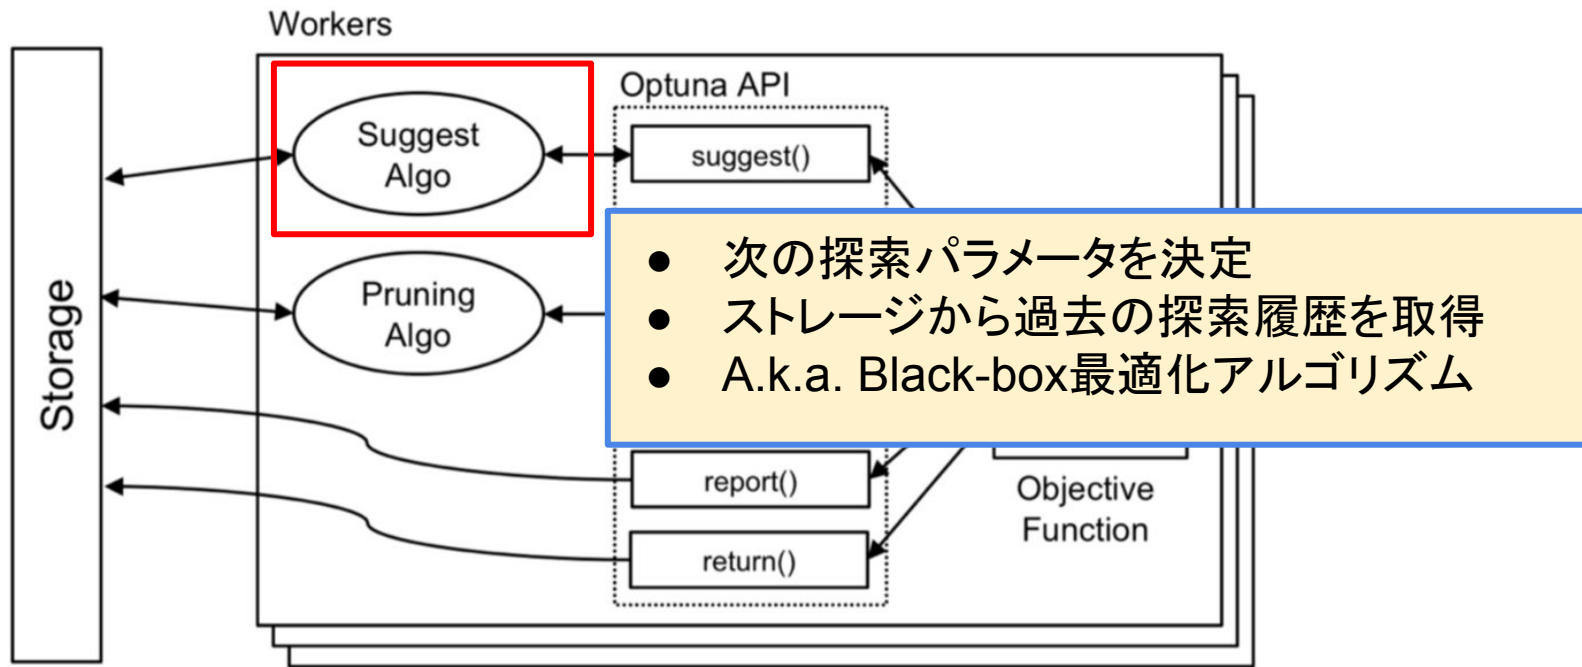 Workers
Storage
Suggest
Algo
Optuna API
suggest()
Pruning
Algo
● 次の探索パラメータを決定
● ストレージから過去の探索履歴を取得
● A.k.a. Black-box最適化アルゴリズム
report()
return()
Objective
Function